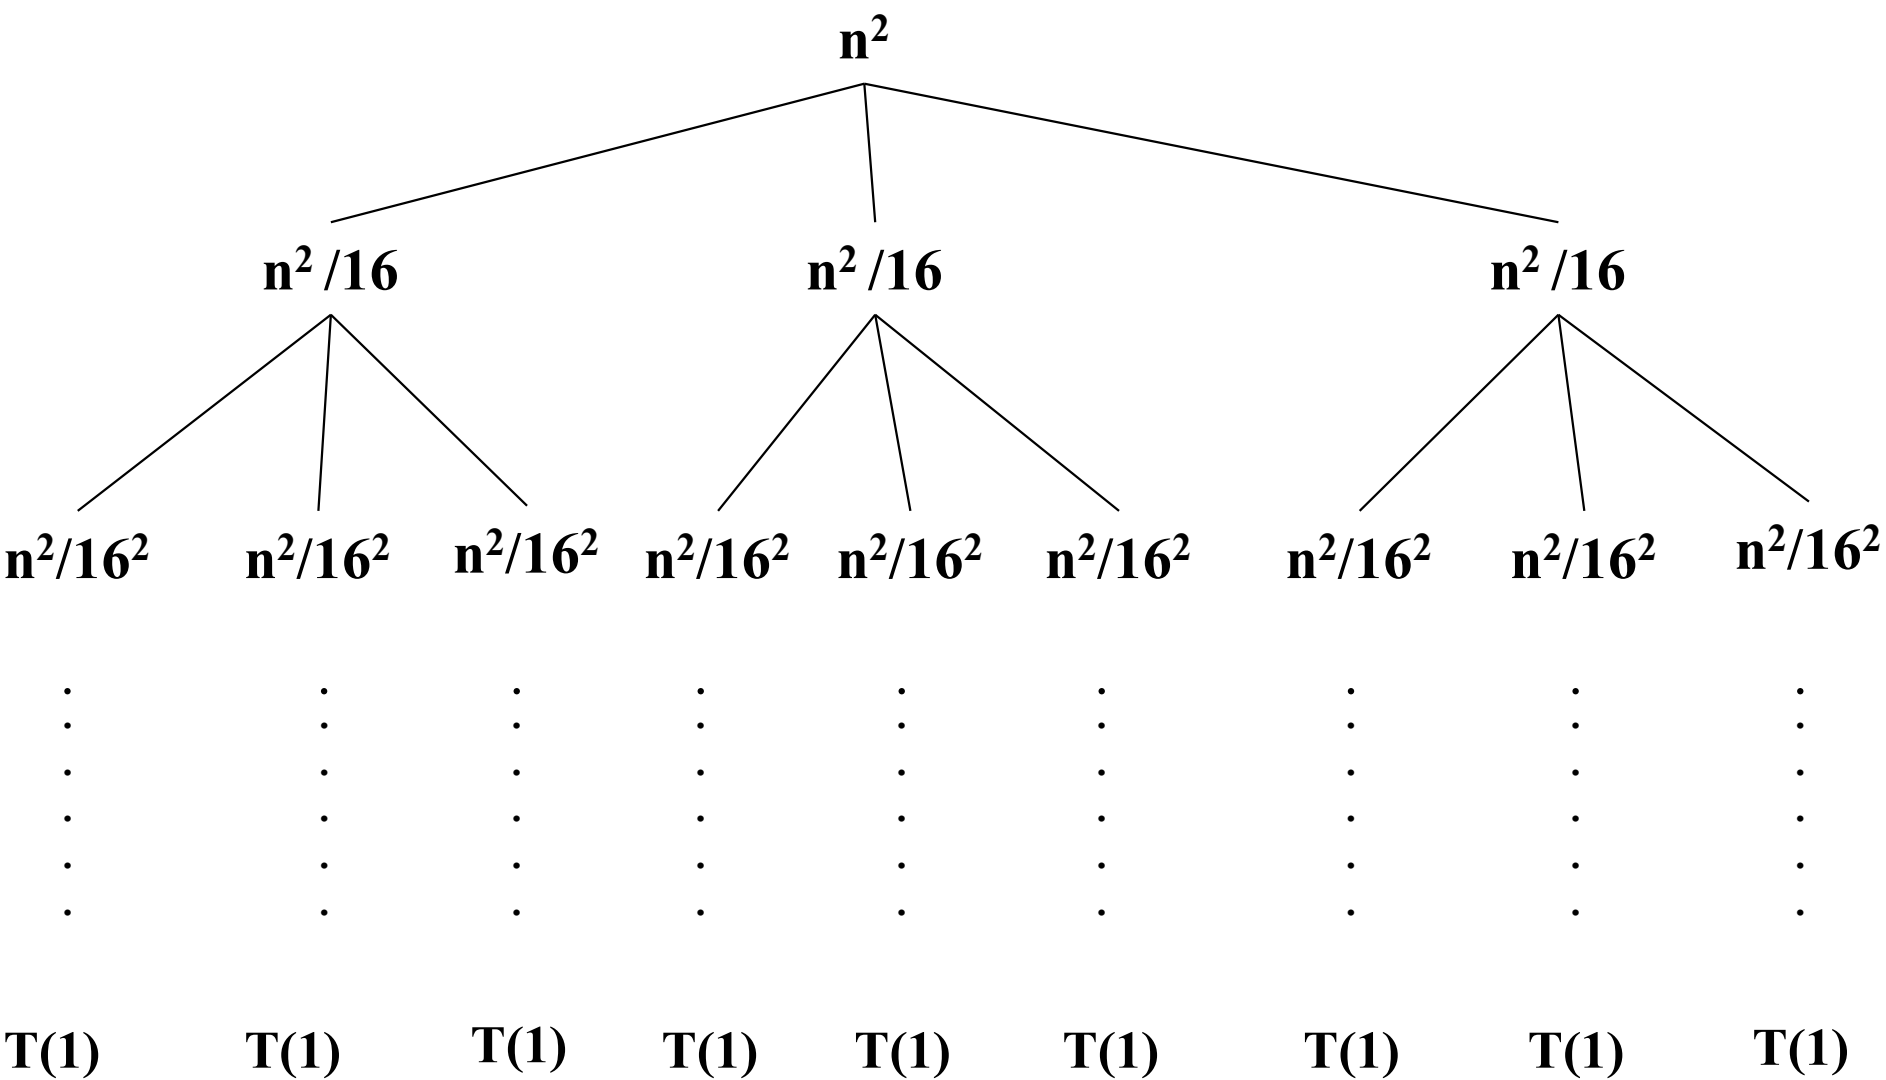 n²
n² /16 n² /16 n² /16
n²/16² n²/16² n²/16² n²/16² n²/16² n²/16² n²/16² n²/16² n²/16²
. . . . . . . . .
. . . . . . . . .
. . . . . . . . .
. . . . . . . . .
. . . . . . . . .
. . . . . . . . .
T(1) T(1) T(1) T(1) T(1) T(1) T(1) T(1) T(1)